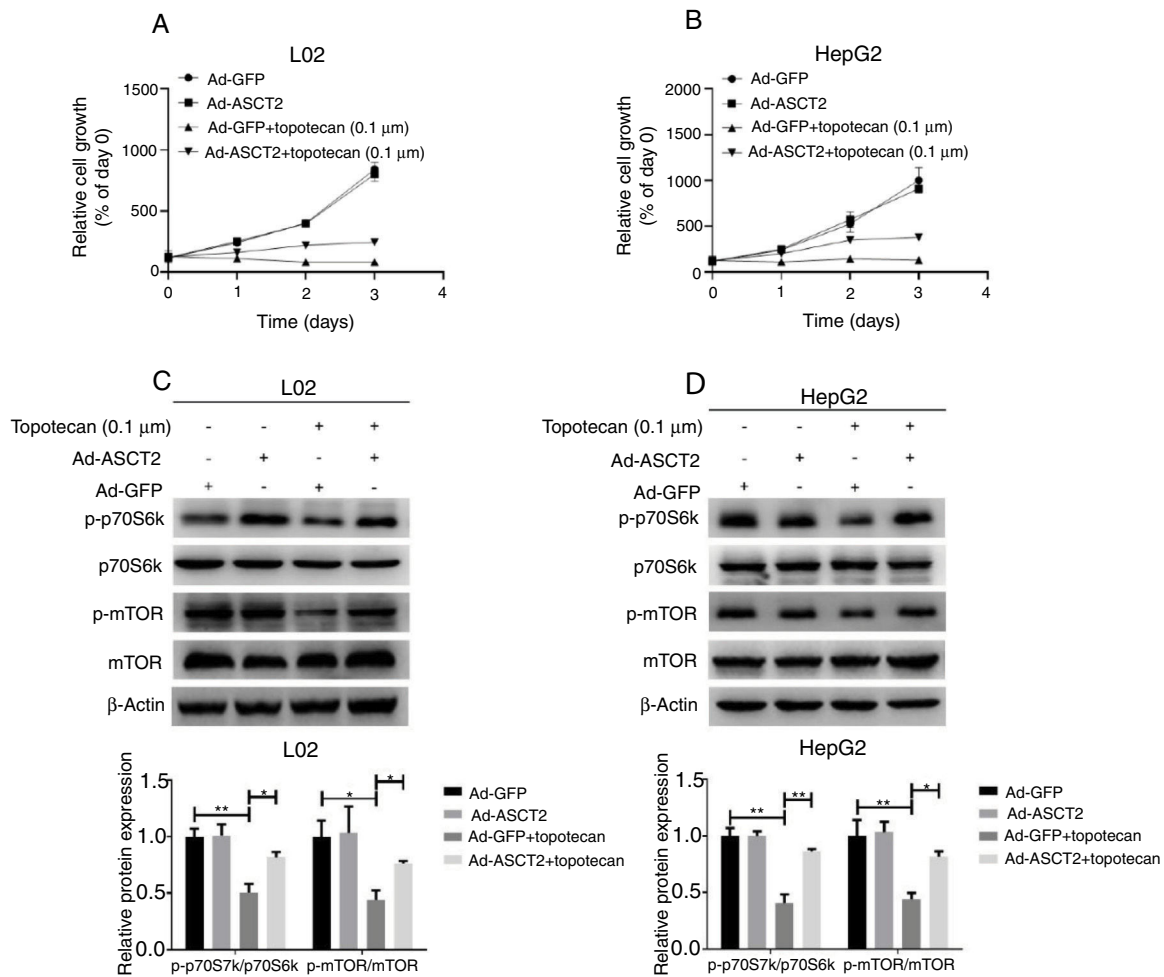 A
L02
1500
1000
500
0
Relative cell growth
(% of day 0)
Ad-GFP
Ad-ASCT2
Ad-GFP+topotecan (0.1 μm)
Ad-ASCT2+topotecan (0.1 μm)
0 1 2 3 4
Time (days)
B
HepG2
2000
1500
1000
500
0
Relative cell growth
(% of day 0)
Ad-GFP
Ad-ASCT2
Ad-GFP+topotecan (0.1 μm)
Ad-ASCT2+topotecan (0.1 μm)
0 1 2 3 4
Time (days)
C
L02
Topotecan (0.1 μm) - - + +
Ad-ASCT2 - + - +
Ad-GFP + - + -
p-p70S6k
p70S6k
p-mTOR
mTOR
β-Actin
L02
Relative protein expression
1.5
1.0
0.5
0.0
** * * *
p-p70S7k/p70S6k p-mTOR/mTOR
Ad-GFP
Ad-ASCT2
Ad-GFP+topotecan
Ad-ASCT2+topotecan
D
HepG2
Topotecan (0.1 μm) - - + +
Ad-ASCT2 - + - +
Ad-GFP + - + -
p-p70S6k
p70S6k
p-mTOR
mTOR
β-Actin
HepG2
Relative protein expression
1.5
1.0
0.5
0.0
** ** ** *
p-p70S7k/p70S6k p-mTOR/mTOR
Ad-GFP
Ad-ASCT2
Ad-GFP+topotecan
Ad-ASCT2+topotecan